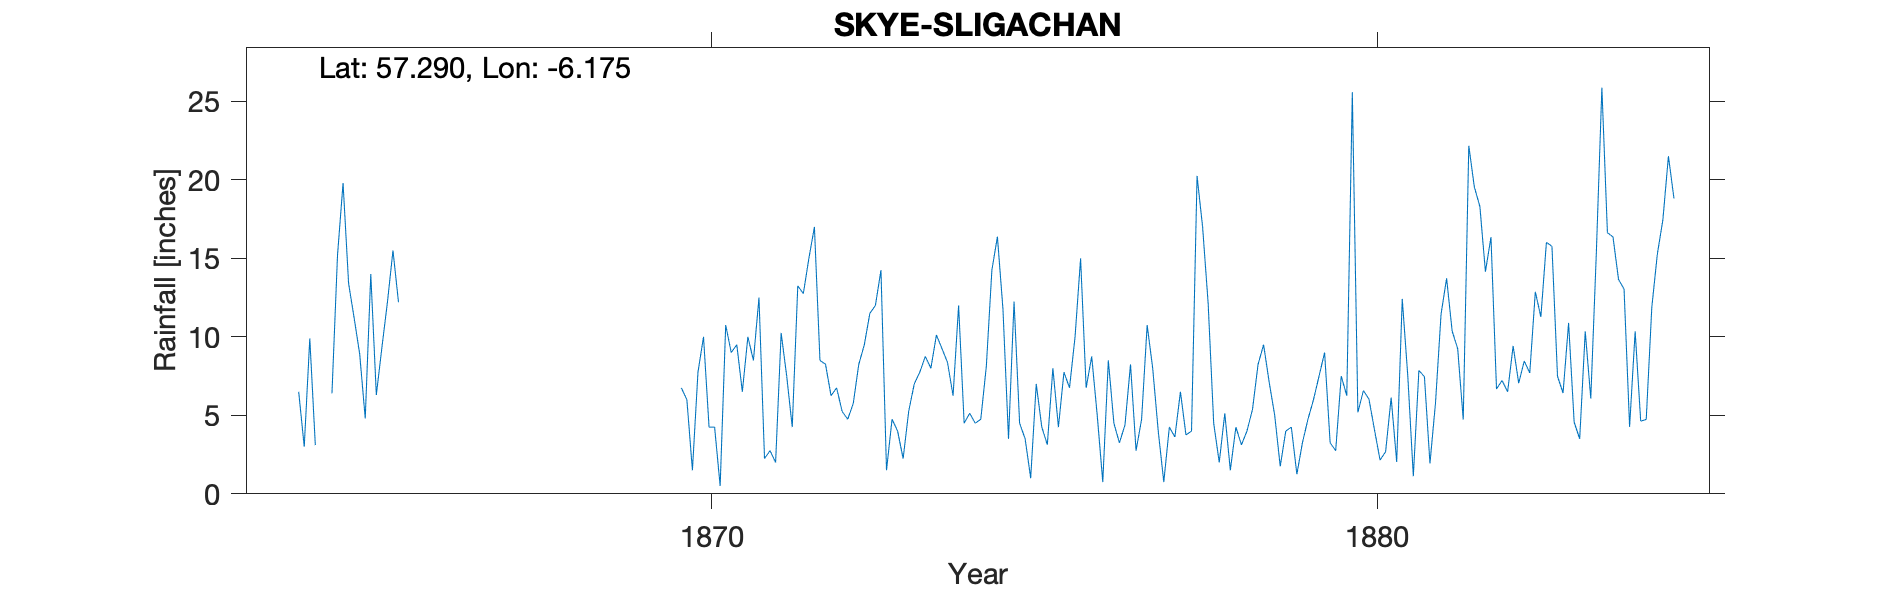 SKYE-SLIGACHAN
Lat: 57.290, Lon: -6.175
25
20
15
10
5
0
Rainfall [inches]
1870
1880
Year